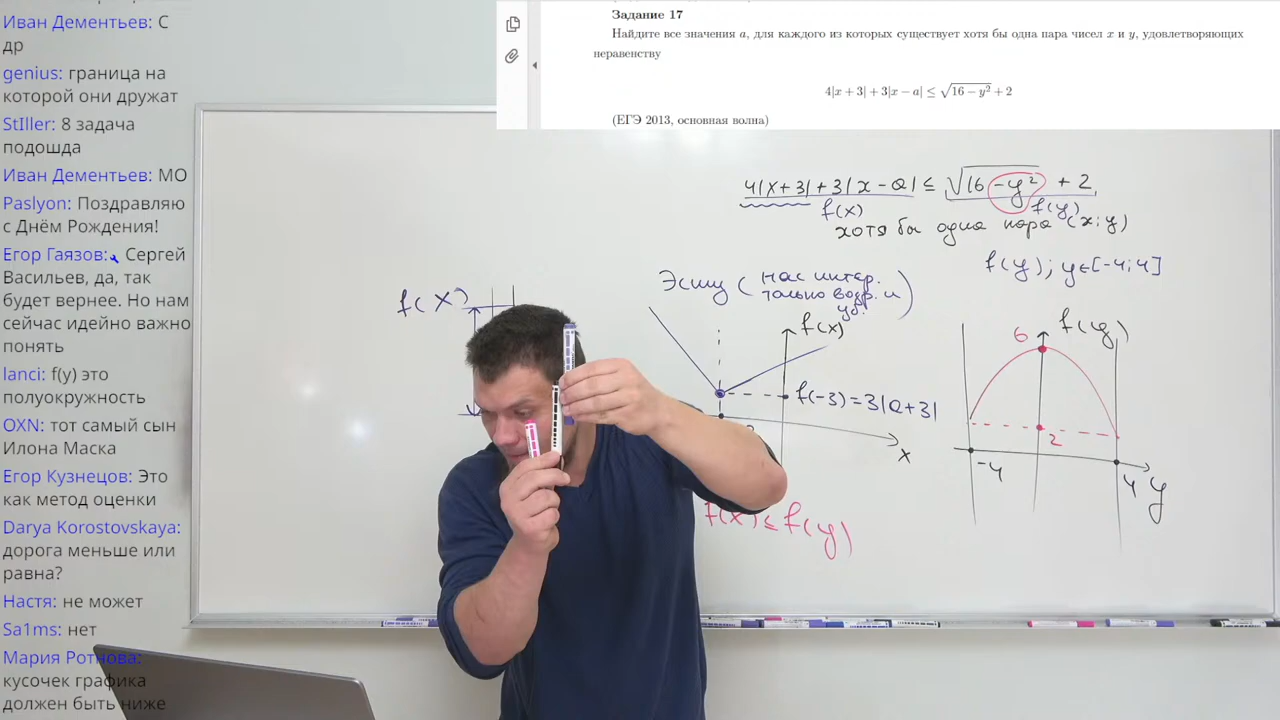 Иван Дементьев: С
др
genius: граница на
которой они дружат
StIller: 8 задача
подошда
Иван Дементьев: МО
Paslyon: Поздравляю
с Днём Рождения!
Егор Гаязов: Сергей
Васильев, да, так
будет вернее. Но нам
сейчас идейно важно
понять
lanci: f(y) это
полуокружность
OXN: тот самый сын
Илона Маска
Егор Кузнецов: Это
как метод оценки
Darya Korostovskaya:
дорога меньше или
равна?
Настя: не может
Sa1ms: нет
Мария Ротнова:
кусочек графика
должен быть ниже
Задание 17
Найдите все значения a, для каждого из которых существует хотя бы одна пара чисел x и y, удовлетворяющих
неравенству
4|x + 3| + 3|x − a| ≤ √16 − y² + 2
(ЕГЭ 2013, основная волна)
4|x+3|+3|x-a| ≤ √16-y² + 2
f(x) f(y)
хотя бы одна пара (x;y)
f(y); y∈[-4;4]
Эскиз (нас интер.
только возр. и
уб.)
f(x)
f(x)
f(-3)=3|a+3|
x
6 f(y)
2
-4 4 y
f(x) ≤ f(y)